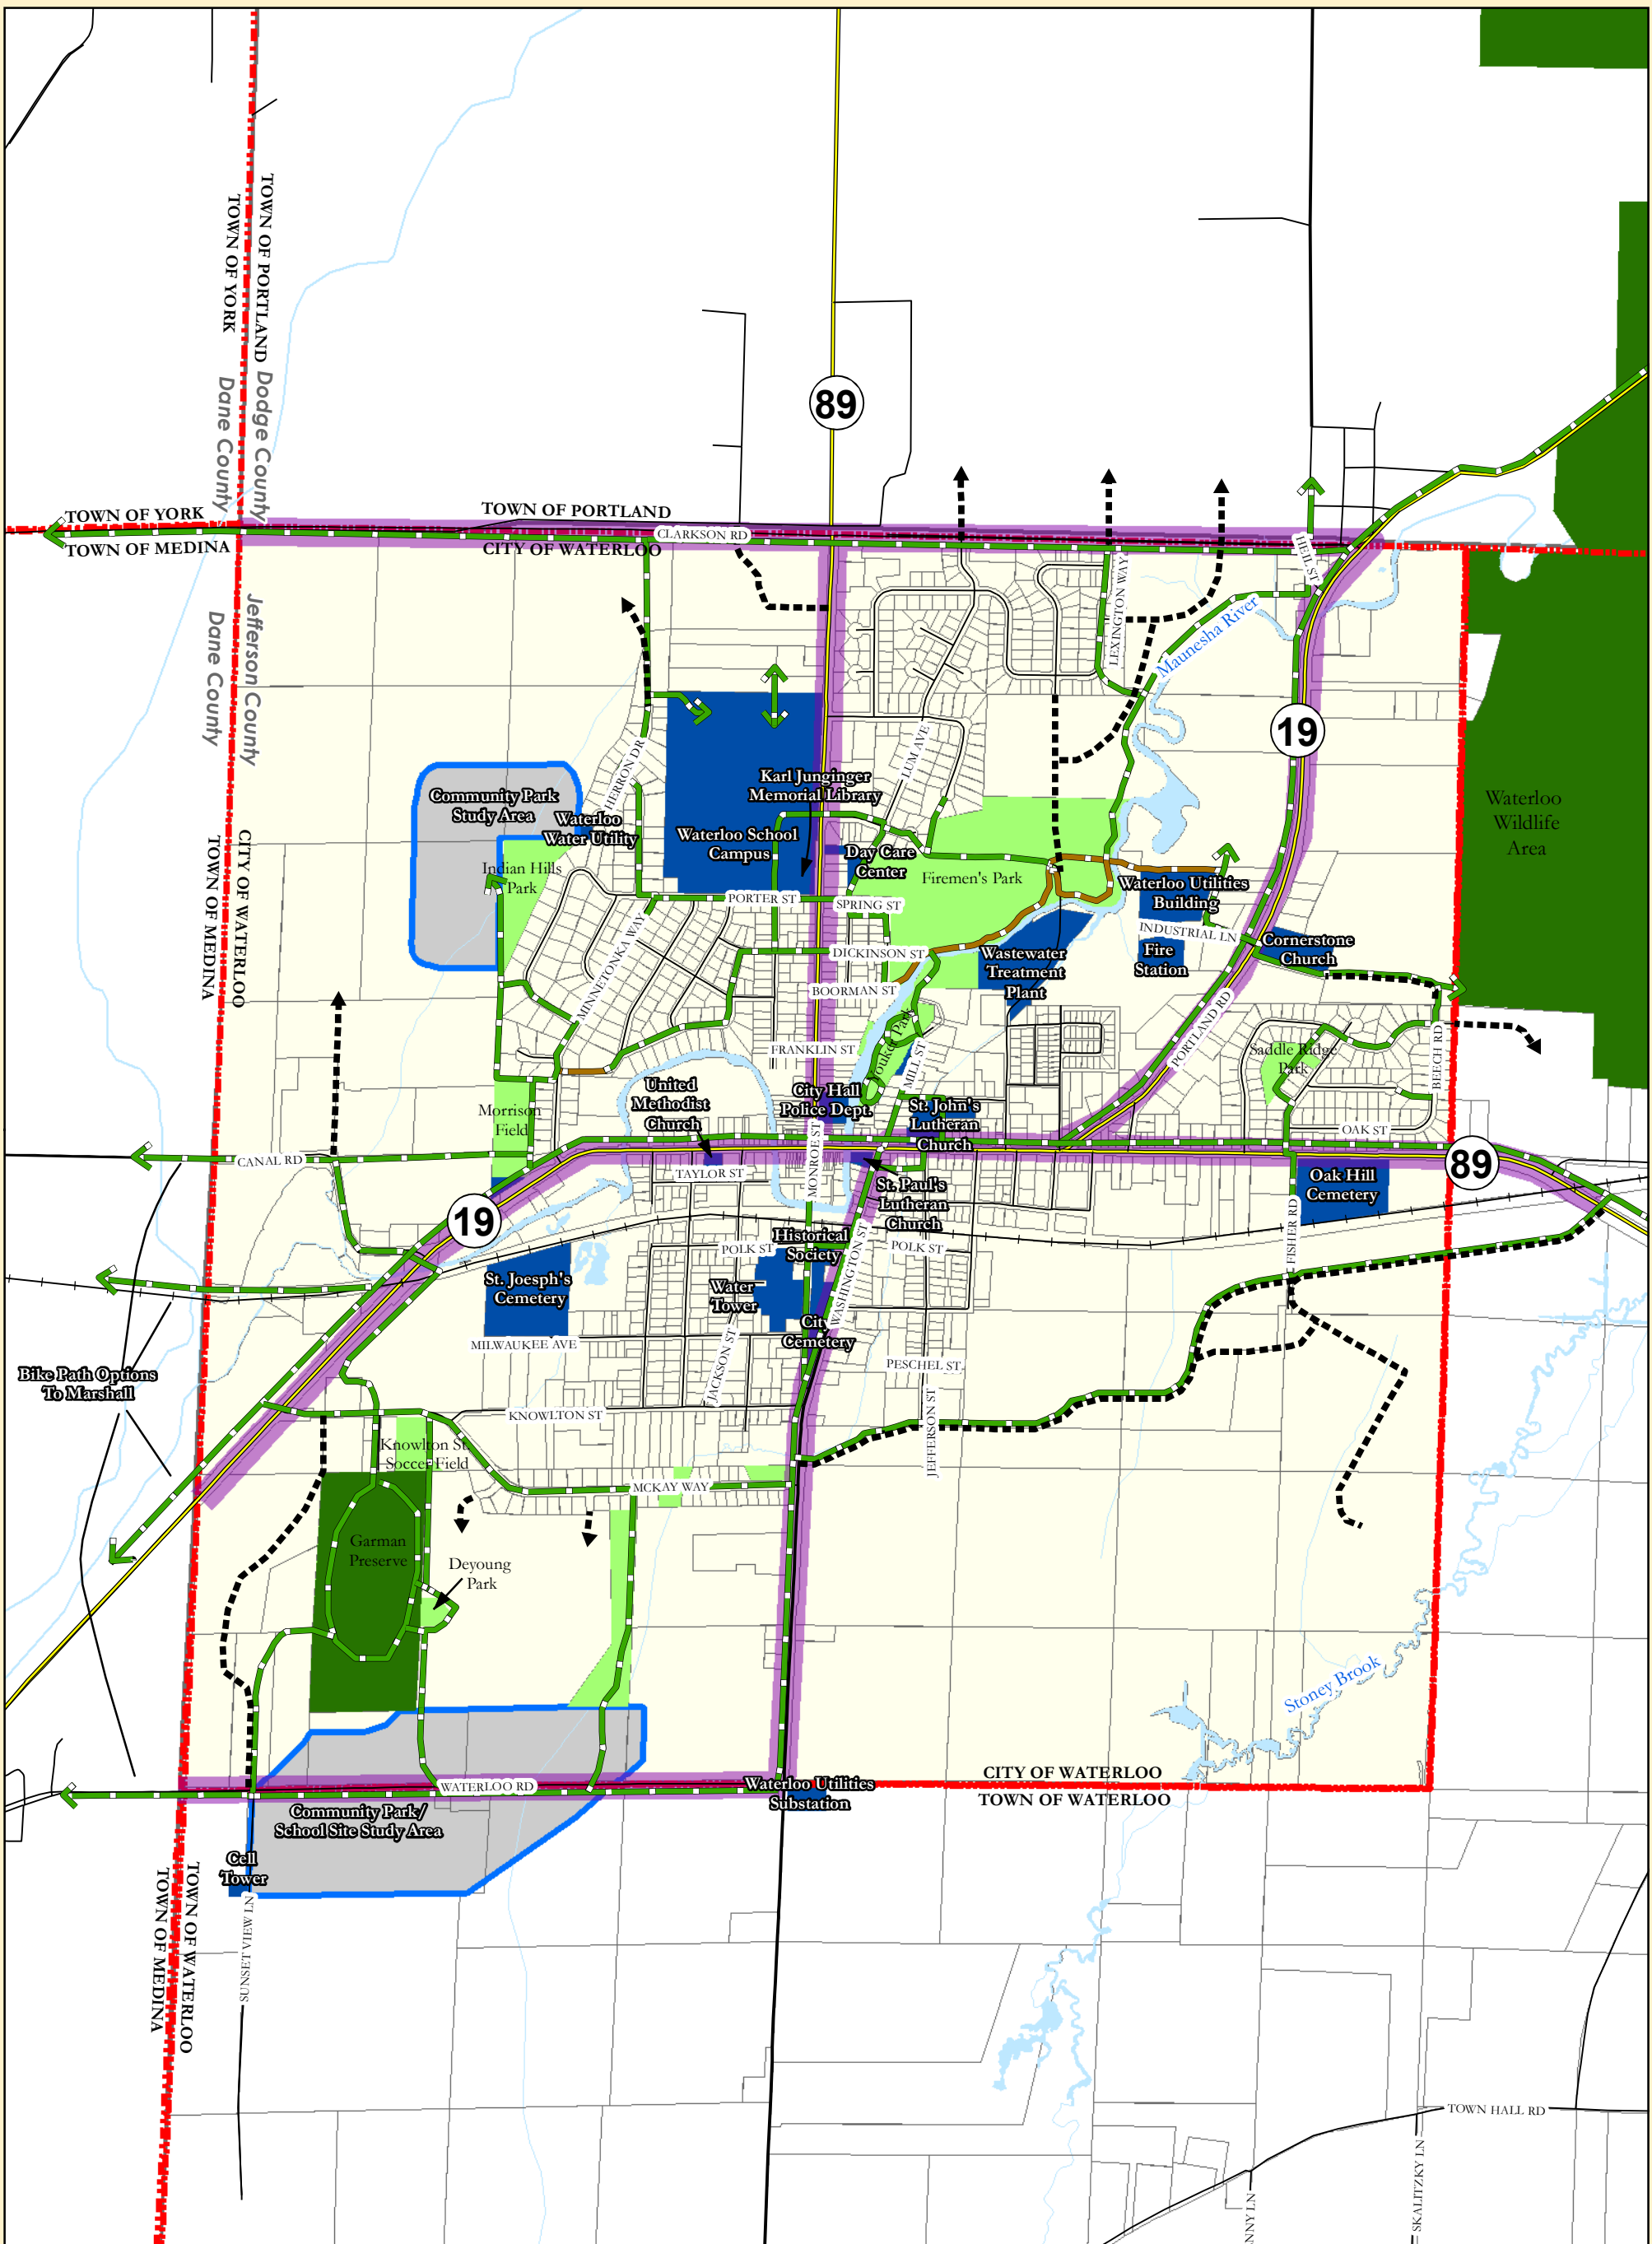 TOWN OF PORTLAND
TOWN OF YORK
Dodge County
Dane County
89
TOWN OF YORK
TOWN OF MEDINA
TOWN OF PORTLAND
CITY OF WATERLOO
CLARKSON RD
HEIL ST
LEXINGTON WAY
Maunesha River
Jefferson County
Dane County
19
LUM AVE
HERRON DR
Karl Junginger
Memorial Library
Community Park
Study Area
Waterloo
Water Utility
Waterloo School
Campus
Day Care
Center
Waterloo
Wildlife
Area
CITY OF WATERLOO
TOWN OF MEDINA
Indian Hills
Park
Firemen's Park
Waterloo Utilities
Building
PORTER ST
SPRING ST
MINNETONKA WAY
DICKINSON ST
INDUSTRIAL LN
Fire
Station
Cornerstone
Church
Wastewater
Treatment
Plant
BOORMAN ST
PORTLAND RD
Youker Park
FRANKLIN ST
MILL ST
Saddle Ridge
Park
BEECH RD
United
Methodist
Church
City Hall
Police Dept.
St. John's
Lutheran
Church
Morrison
Field
OAK ST
CANAL RD
TAYLOR ST
MONROE ST
St. Paul's
Lutheran
Church
89
Oak Hill
Cemetery
19
FISHER RD
Historical
Society
POLK ST
POLK ST
WASHINGTON ST
St. Joesph's
Cemetery
Water
Tower
City
Cemetery
MILWAUKEE AVE
JACKSON ST
PESCHEL ST
Bike Path Options
To Marshall
KNOWLTON ST
JEFFERSON ST
Knowlton St.
Soccer Field
MCKAY WAY
Garman
Preserve
Deyoung
Park
Stoney Brook
WATERLOO RD
Waterloo Utilities
Substation
CITY OF WATERLOO
TOWN OF WATERLOO
Community Park/
School Site Study Area
Cell
Tower
TOWN OF WATERLOO
TOWN OF MEDINA
SUNSET VIEW LN
TOWN HALL RD
SKALITZKY LN
NNY LN